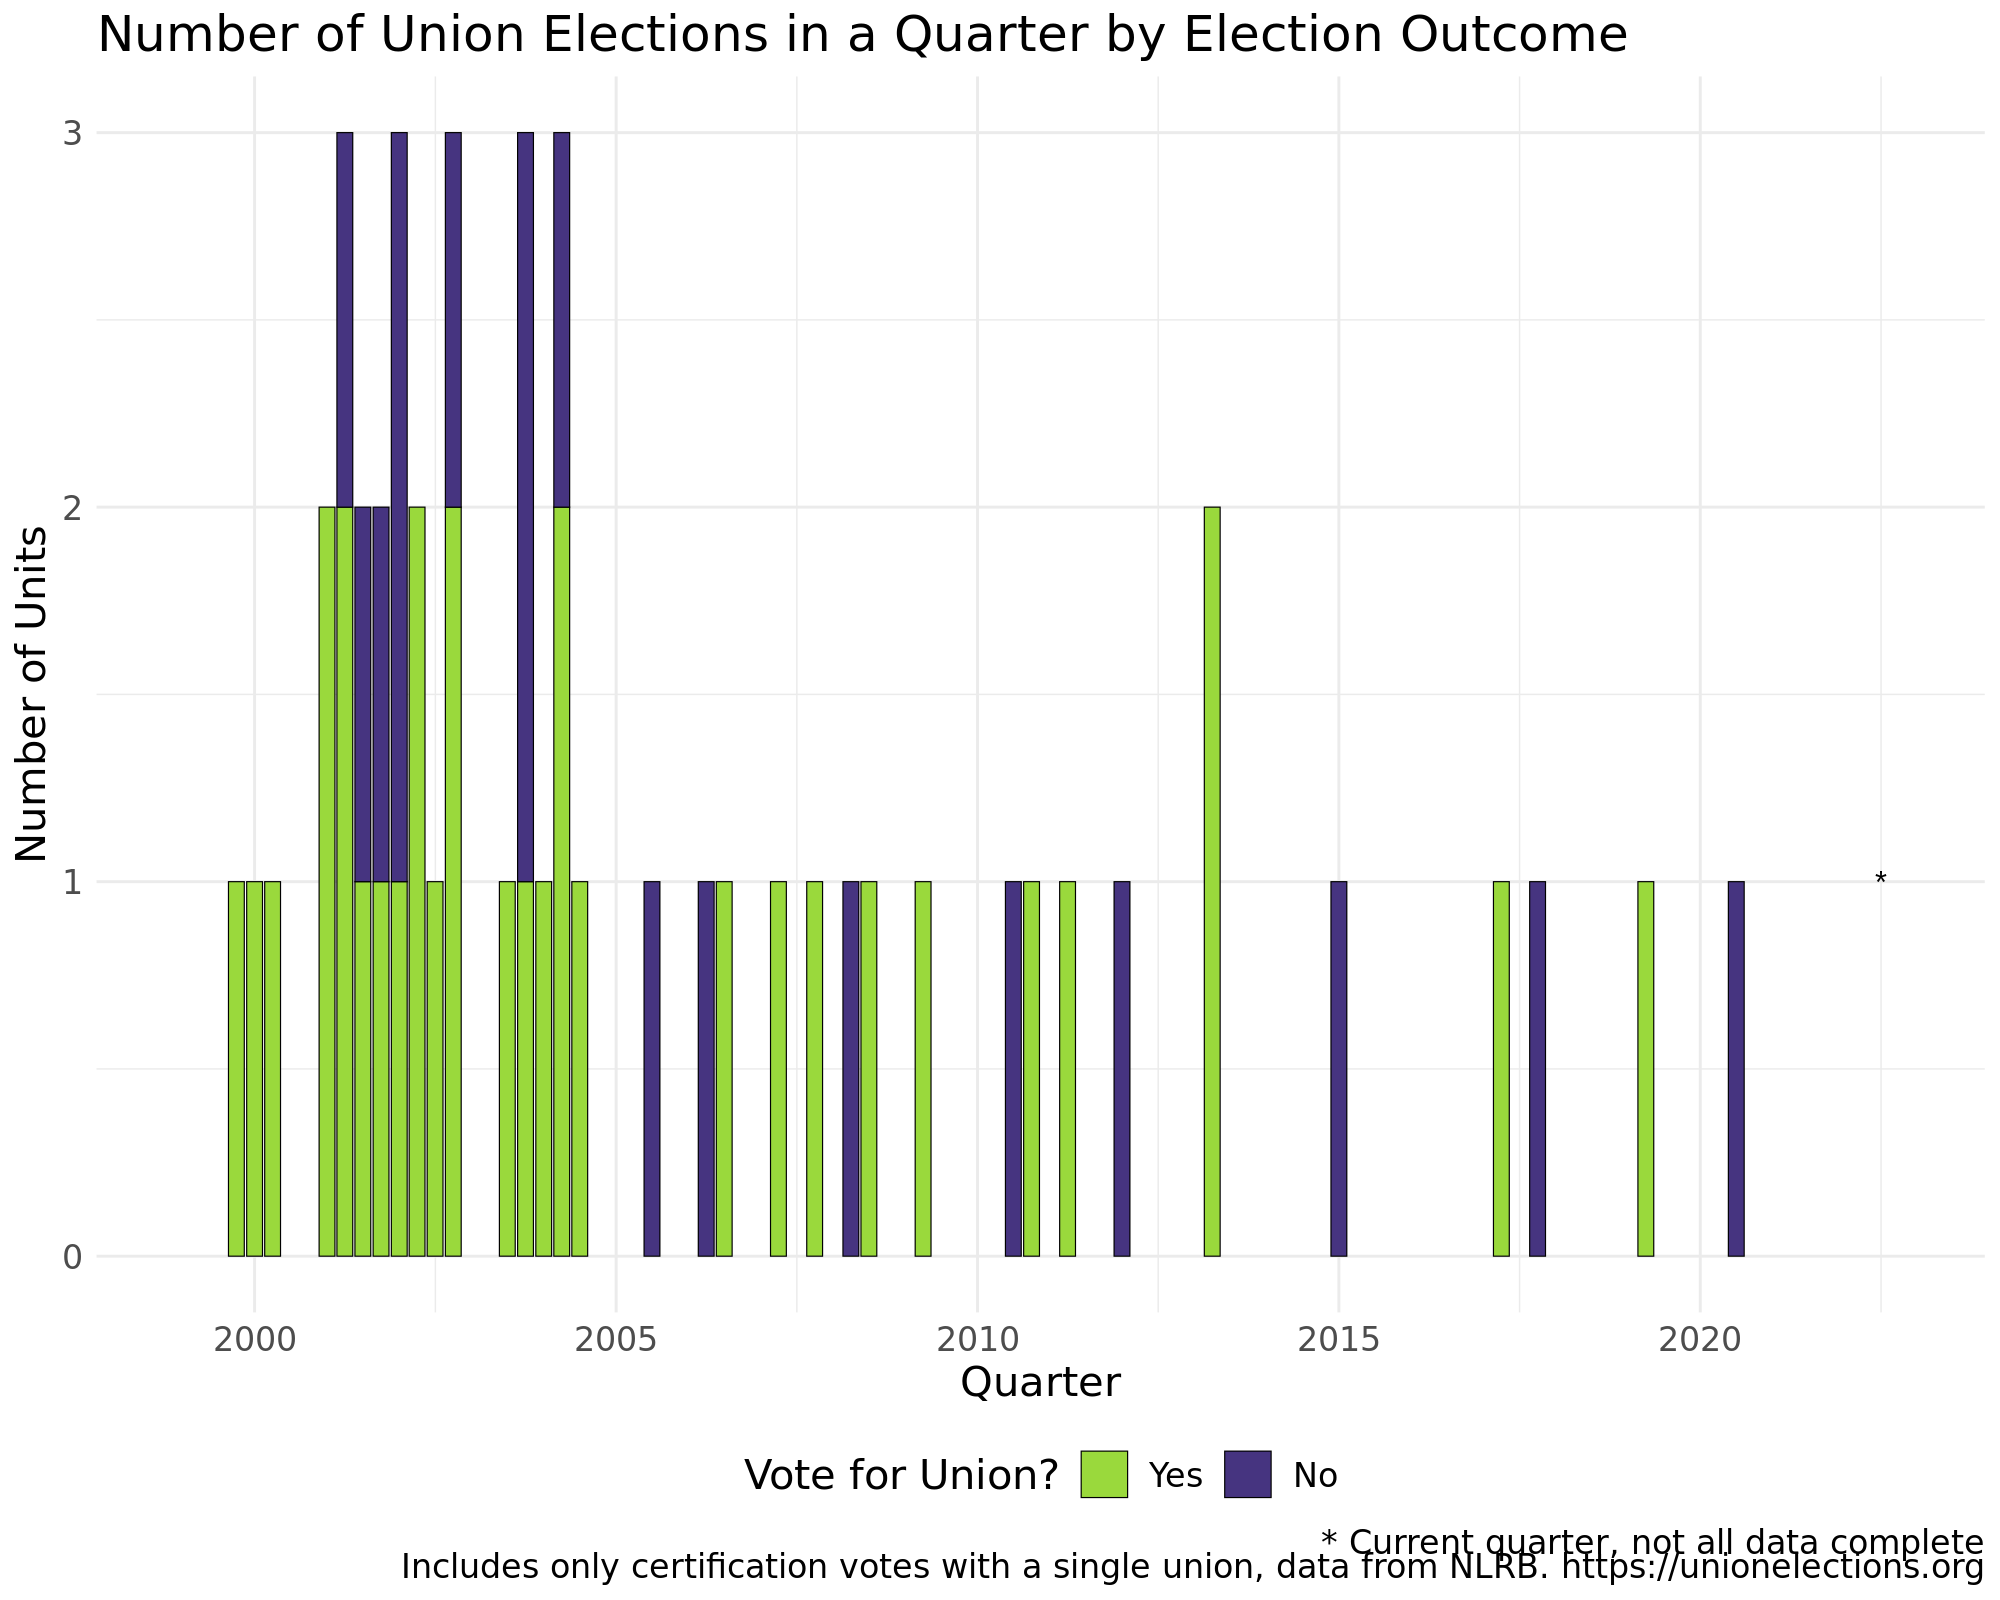 Number of Union Elections in a Quarter by Election Outcome
Number of Units
3
2
1
0
*
2000 2005 2010 2015 2020
Quarter
Vote for Union? Yes No
* Current quarter, not all data complete
Includes only certification votes with a single union, data from NLRB. https://unionelections.org